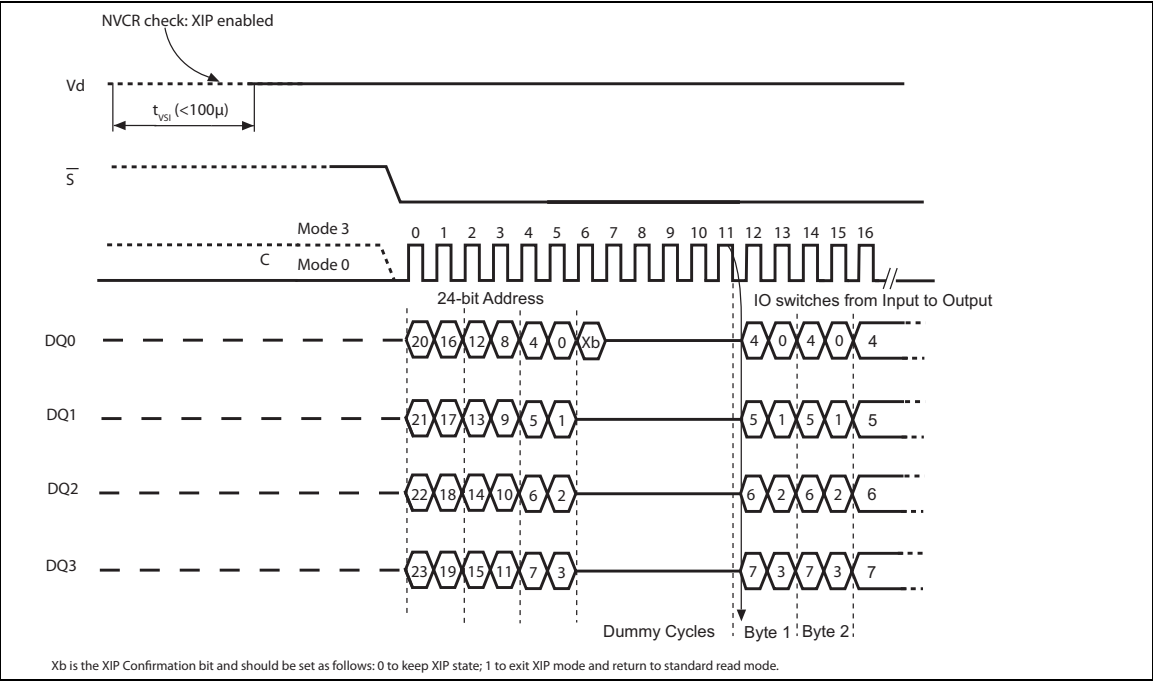 NVCR check: XIP enabled
Vd
tVSI (<100µ)
S
Mode 3
C
Mode 0
0 1 2 3 4 5 6 7 8 9 10 11 12 13 14 15 16
24-bit Address
IO switches from Input to Output
DQ0 20 16 12 8 4 0 Xb 4 0 4 0 4
DQ1 21 17 13 9 5 1 5 1 5 1 5
DQ2 22 18 14 10 6 2 6 2 6 2 6
DQ3 23 19 15 11 7 3 7 3 7 3 7
Dummy Cycles Byte 1 Byte 2
Xb is the XIP Confirmation bit and should be set as follows: 0 to keep XIP state; 1 to exit XIP mode and return to standard read mode.